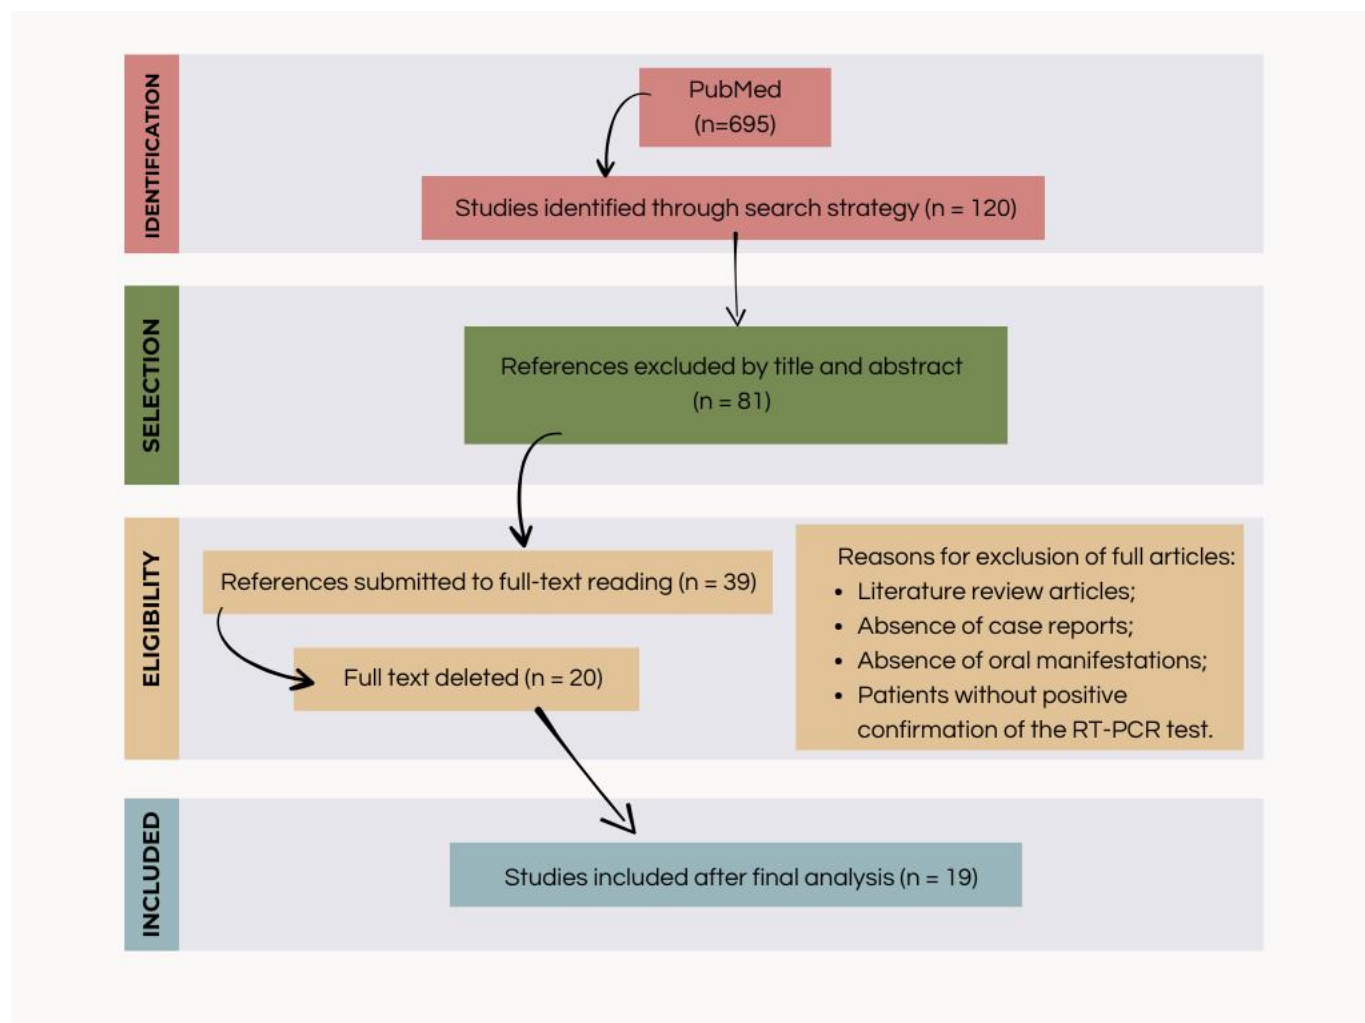 IDENTIFICATION
PubMed
(n=695)
Studies identified through search strategy (n = 120)
SELECTION
References excluded by title and abstract
(n = 81)
ELIGIBILITY
References submitted to full-text reading (n = 39)
Full text deleted (n = 20)
Reasons for exclusion of full articles:
• Literature review articles;
• Absence of case reports;
• Absence of oral manifestations;
• Patients without positive
confirmation of the RT-PCR test.
INCLUDED
Studies included after final analysis (n = 19)